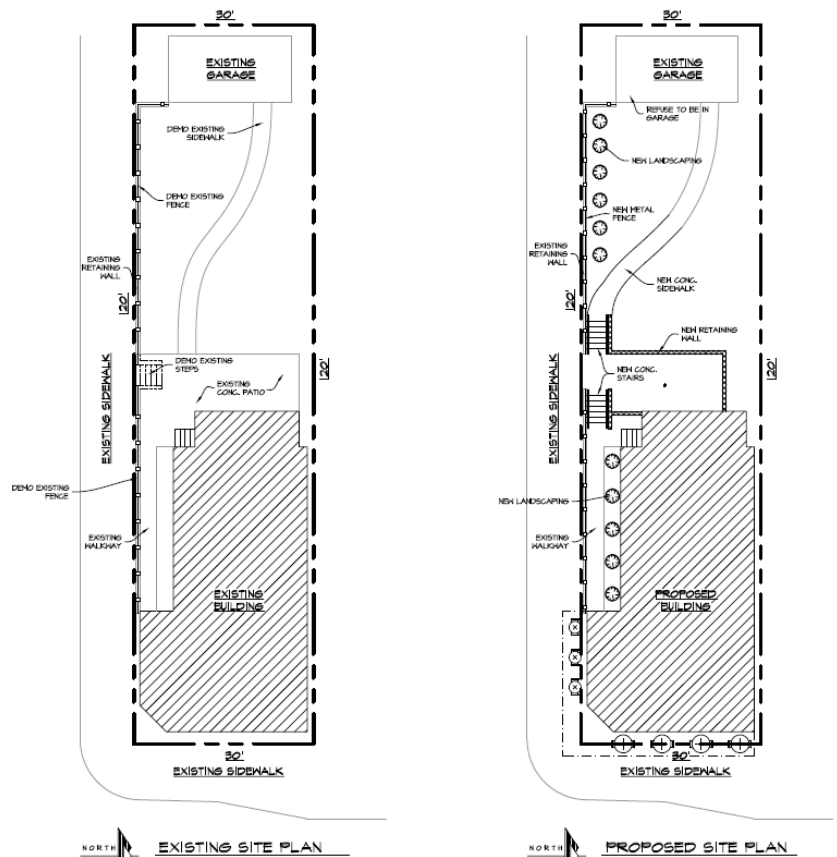 30'
EXISTING
GARAGE
DEMO EXISTING
SIDEWALK
DEMO EXISTING
FENCE
EXISTING
RETAINING
WALL
120'
120'
EXISTING SIDEWALK
DEMO EXISTING
STEPS
EXISTING
CONC. PATIO
DEMO EXISTING
FENCE
EXISTING
WALKWAY
EXISTING
BUILDING
30'
EXISTING SIDEWALK
NORTH
EXISTING SITE PLAN
30'
EXISTING
GARAGE
REFUSE TO BE IN
GARAGE
NEW LANDSCAPING
NEW METAL
FENCE
EXISTING
RETAINING
WALL
NEW CONC.
SIDEWALK
120'
120'
NEW RETAINING
WALL
EXISTING SIDEWALK
NEW CONC.
STAIRS
NEW LANDSCAPING
EXISTING
WALKWAY
PROPOSED
BUILDING
30'
EXISTING SIDEWALK
NORTH
PROPOSED SITE PLAN